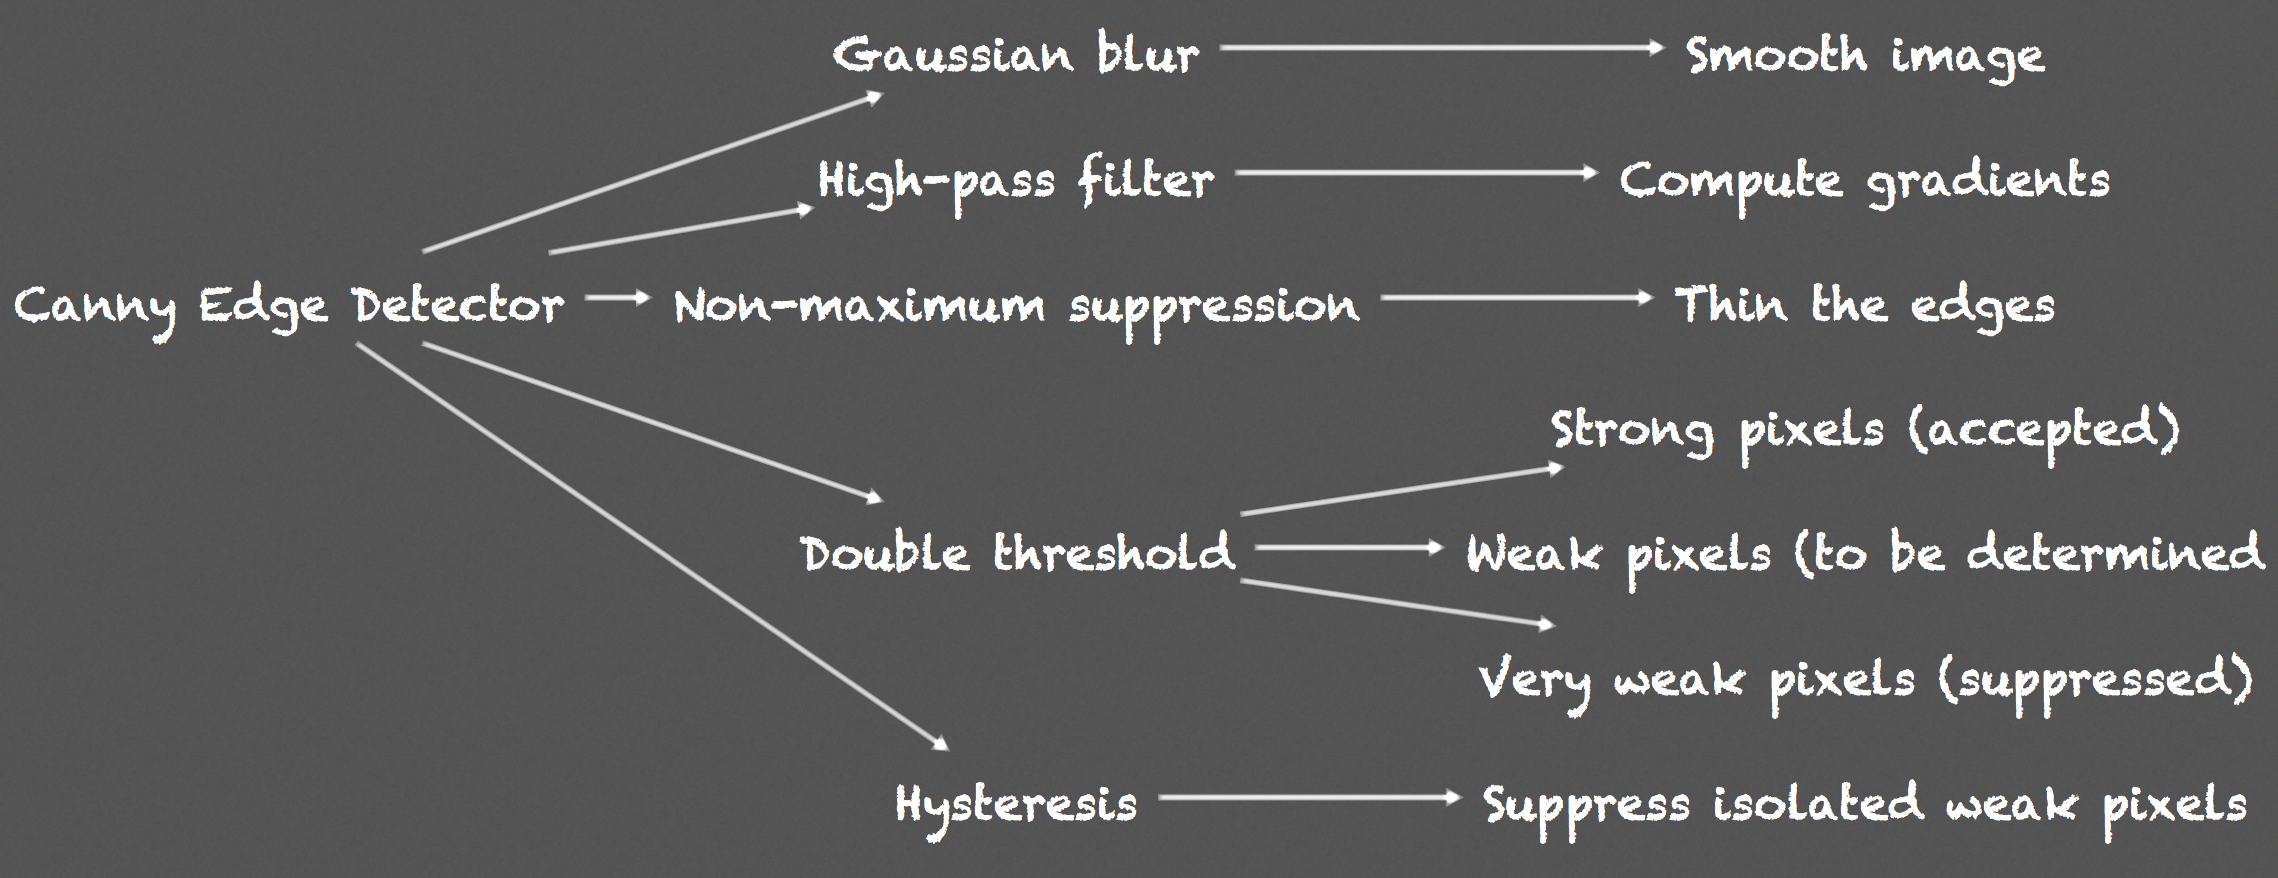 Gaussian blur
Smooth image
High-pass filter
Compute gradients
Canny Edge Detector
Non-maximum suppression
Thin the edges
Strong pixels (accepted)
Double threshold
Weak pixels (to be determined
Very weak pixels (suppressed)
Hysteresis
Suppress isolated weak pixels